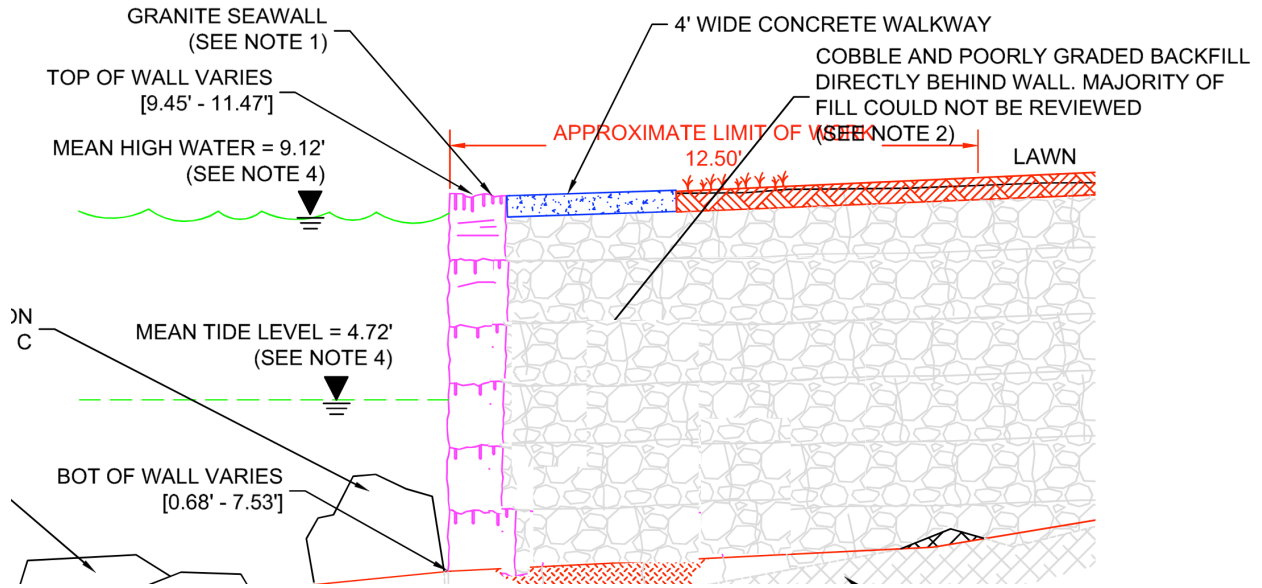 GRANITE SEAWALL
(SEE NOTE 1)
4' WIDE CONCRETE WALKWAY
COBBLE AND POORLY GRADED BACKFILL
DIRECTLY BEHIND WALL. MAJORITY OF
FILL COULD NOT BE REVIEWED
(SEE NOTE 2)
TOP OF WALL VARIES
[9.45' - 11.47']
APPROXIMATE LIMIT OF WORK
12.50'
LAWN
MEAN HIGH WATER = 9.12'
(SEE NOTE 4)
ON
C
MEAN TIDE LEVEL = 4.72'
(SEE NOTE 4)
BOT OF WALL VARIES
[0.68' - 7.53']